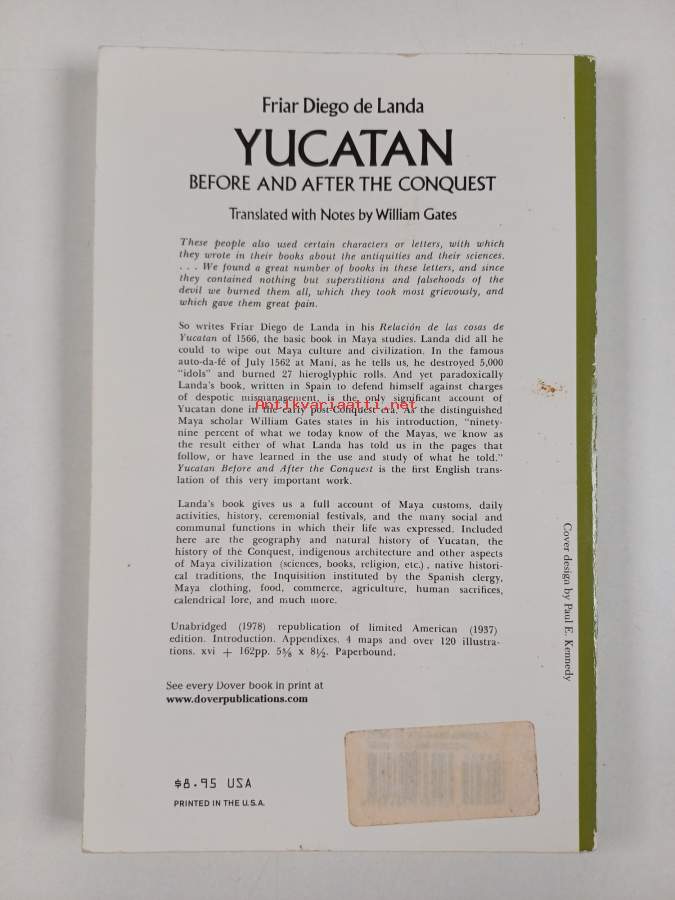 Friar Diego de Landa
YUCATAN
BEFORE AND AFTER THE CONQUEST
Translated with Notes by William Gates
These people also used certain characters or letters, with which
they wrote in their books about the antiquities and their sciences.
. . . We found a great number of books in these letters, and since
they contained nothing but superstitions and falsehoods of the
devil we burned them all, which they took most grievously, and
which gave them great pain.
So writes Friar Diego de Landa in his Relación de las cosas de
Yucatan of 1566, the basic book in Maya studies. Landa did all he
could to wipe out Maya culture and civilization. In the famous
auto-da-fé of July 1562 at Maní, as he tells us, he destroyed 5,000
“idols” and burned 27 hieroglyphic rolls. And yet paradoxically
Landa's book, written in Spain to defend himself against charges
of despotic mismanagement, is the only significant account of
Yucatan done in the early post-Conquest era. As the distinguished
Antikvariaatti.net
Maya scholar William Gates states in his introduction, “ninety-
nine percent of what we today know of the Mayas, we know as
the result either of what Landa has told us in the pages that
follow, or have learned in the use and study of what he told.”
Yucatan Before and After the Conquest is the first English trans-
lation of this very important work.
Landa's book gives us a full account of Maya customs, daily
activities, history, ceremonial festivals, and the many social and
communal functions in which their life was expressed. Included
here are the geography and natural history of Yucatan, the
history of the Conquest, indigenous architecture and other aspects
of Maya civilization (sciences, books, religion, etc.), native histori-
cal traditions, the Inquisition instituted by the Spanish clergy,
Maya clothing, food, commerce, agriculture, human sacrifices,
calendrical lore, and much more.
Unabridged (1978) republication of limited American (1937)
edition. Introduction. Appendixes. 4 maps and over 120 illustra-
tions. xvi + 162pp. 5⅜ x 8½. Paperbound.
See every Dover book in print at
www.doverpublications.com
$8.95 USA
PRINTED IN THE U.S.A.
Cover design by Paul E. Kennedy